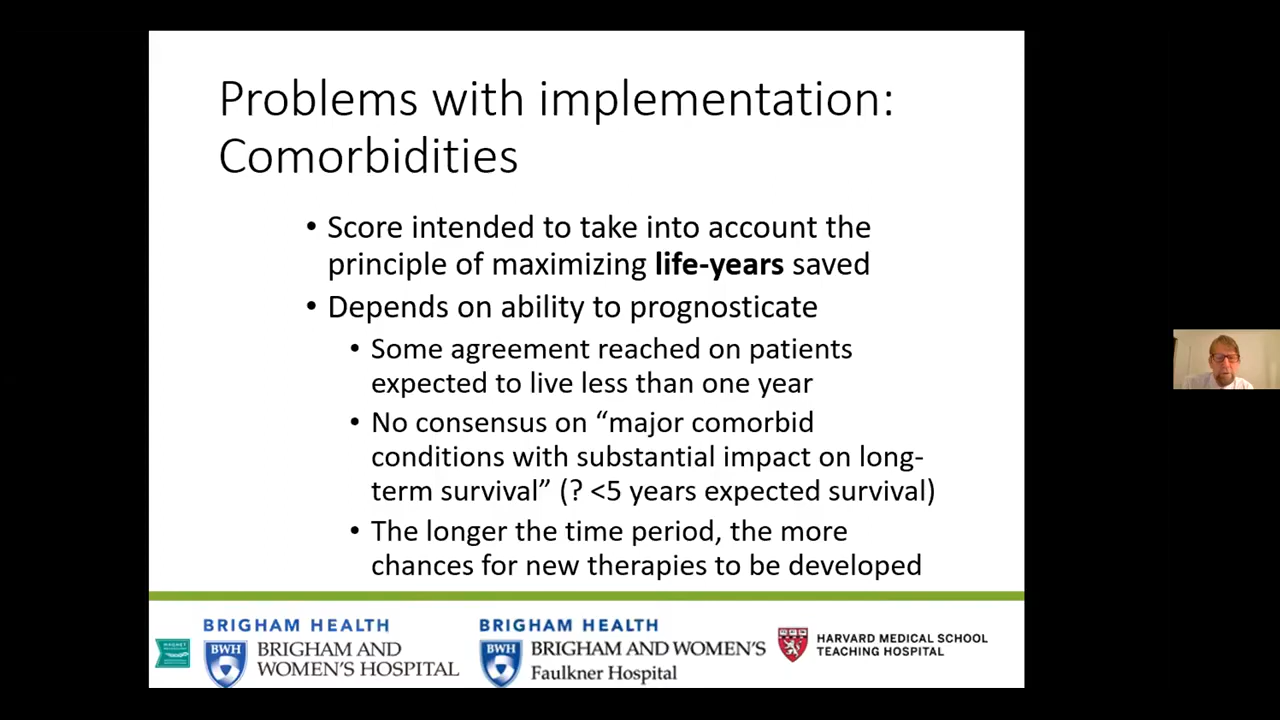 Problems with implementation:
Comorbidities
• Score intended to take into account the
principle of maximizing life-years saved
• Depends on ability to prognosticate
• Some agreement reached on patients
expected to live less than one year
• No consensus on “major comorbid
conditions with substantial impact on long-
term survival” (? <5 years expected survival)
• The longer the time period, the more
chances for new therapies to be developed
BRIGHAM HEALTH
BWH
BRIGHAM AND
WOMEN'S HOSPITAL
BRIGHAM HEALTH
BWH
BRIGHAM AND WOMEN'S
Faulkner Hospital
HARVARD MEDICAL SCHOOL
TEACHING HOSPITAL